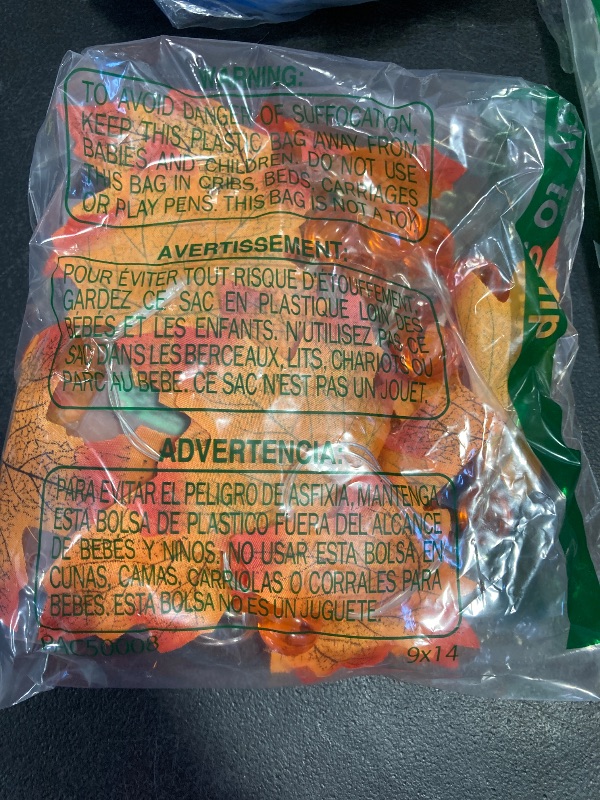 WARNING:
TO AVOID DANGER OF SUFFOCATION,
KEEP THIS PLASTIC BAG AWAY FROM
BABIES AND CHILDREN. DO NOT USE
THIS BAG IN CRIBS, BEDS, CARRIAGES
OR PLAY PENS. THIS BAG IS NOT A TOY.
AVERTISSEMENT:
POUR ÉVITER TOUT RISQUE D'ETOUFFEMENT,
GARDEZ CE SAC EN PLASTIQUE LOIN DES
BEBÉS ET LES ENFANTS. N'UTILISEZ PAS CE
SAC DANS LES BERCEAUX, LITS, CHARIOTS OU
PARC AU BEBE. CE SAC N'EST PAS UN JOUET.
ADVERTENCIA:
PARA EVITAR EL PELIGRO DE ASFIXIA, MANTENGA
ESTA BOLSA DE PLASTICO FUERA DEL ALCANCE
DE BEBÉS Y NIÑOS. NO USAR ESTA BOLSA EN
CUNAS, CAMAS, CARRIOLAS O CORRALES PARA
BEBÉS. ESTA BOLSA NO ES UN JUGUETE.
9x14
to